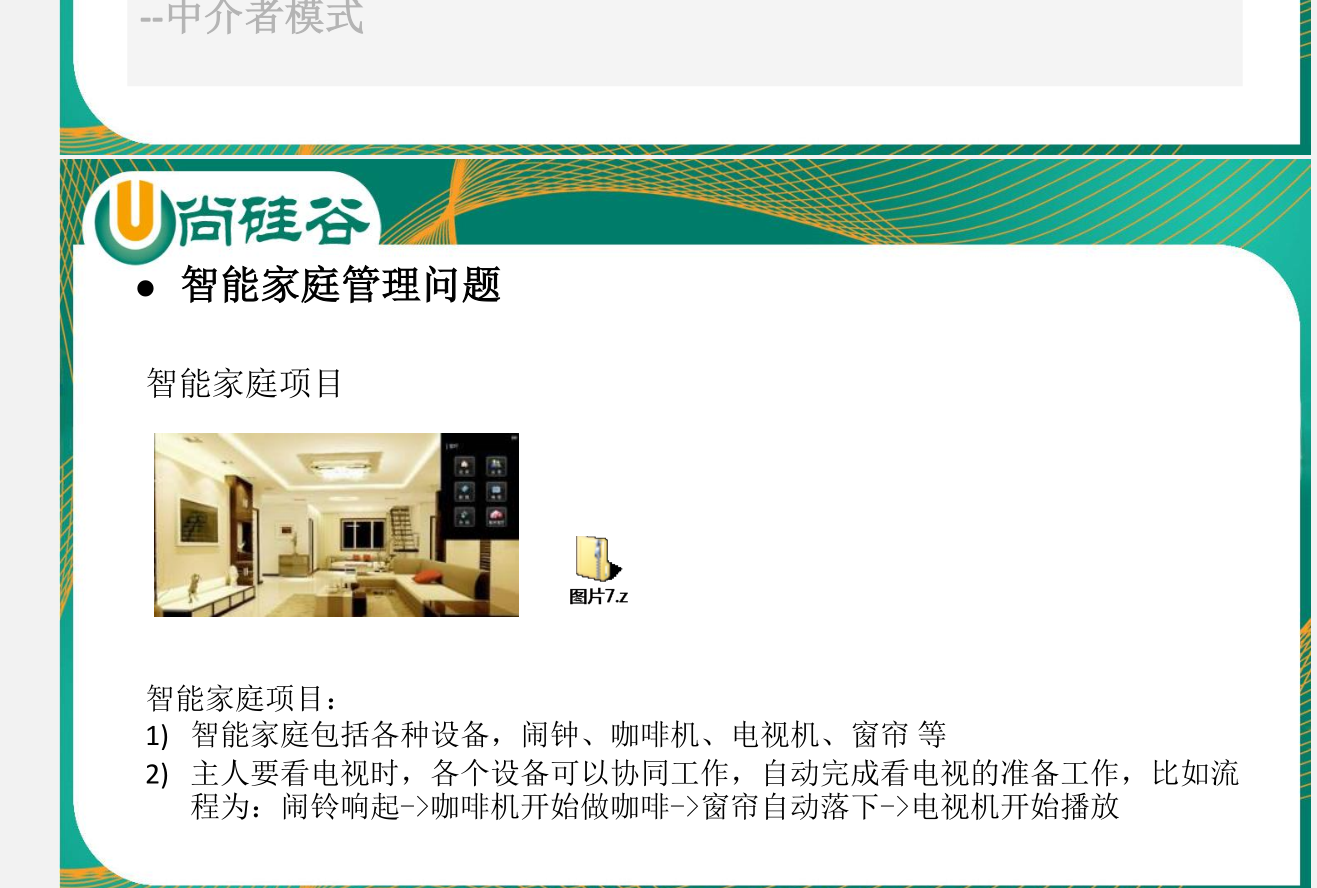 --中介者模式
尚硅谷
● 智能家庭管理问题
智能家庭项目
图片7.z
智能家庭项目：
1) 智能家庭包括各种设备，闹钟、咖啡机、电视机、窗帘 等
2) 主人要看电视时，各个设备可以协同工作，自动完成看电视的准备工作，比如流
程为：闹铃响起->咖啡机开始做咖啡->窗帘自动落下->电视机开始播放